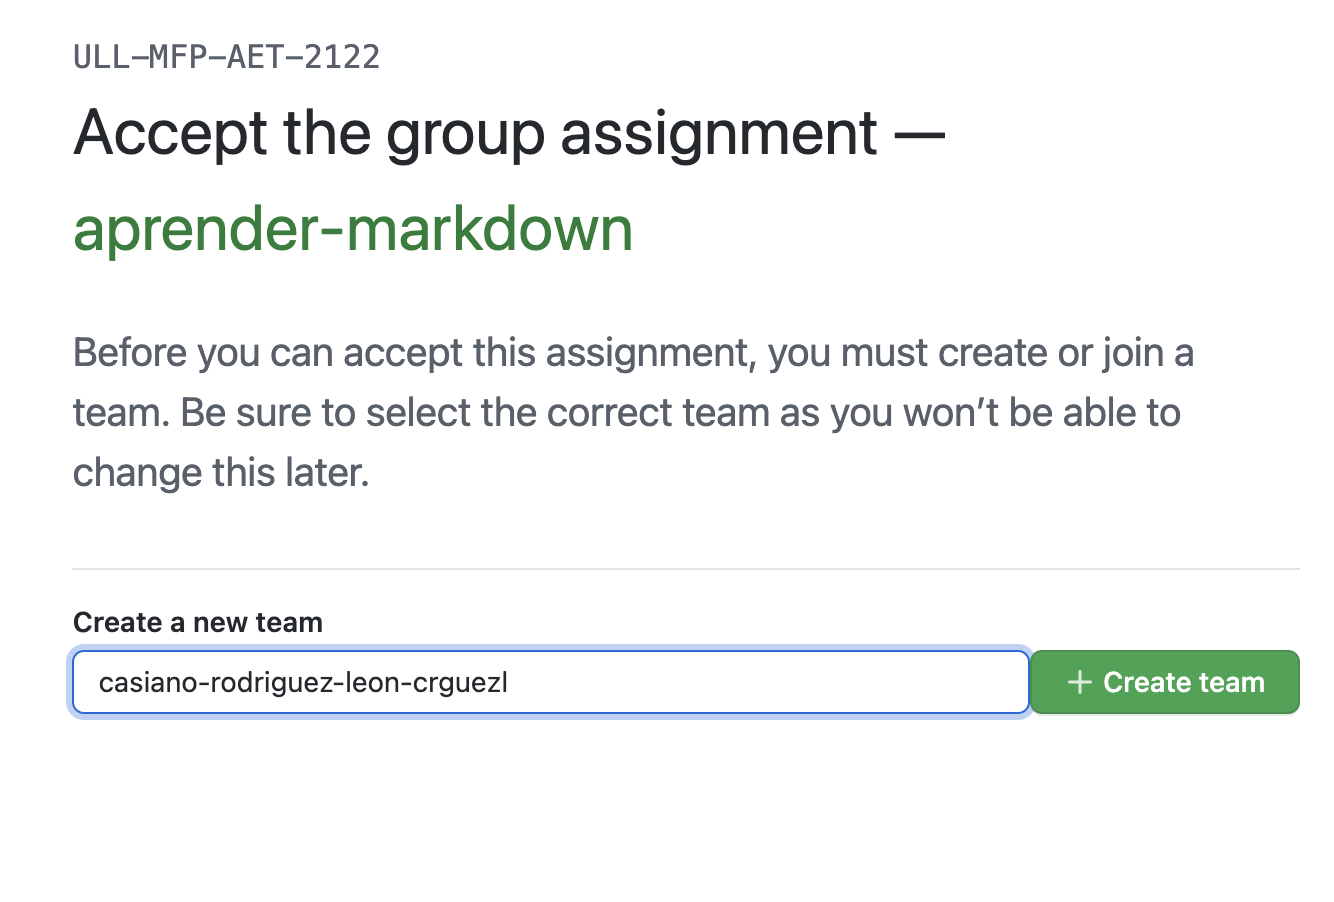 ULL-MFP-AET-2122
Accept the group assignment —
aprender-markdown
Before you can accept this assignment, you must create or join a
team. Be sure to select the correct team as you won’t be able to
change this later.
Create a new team
casiano-rodriguez-leon-crguezl
+ Create team